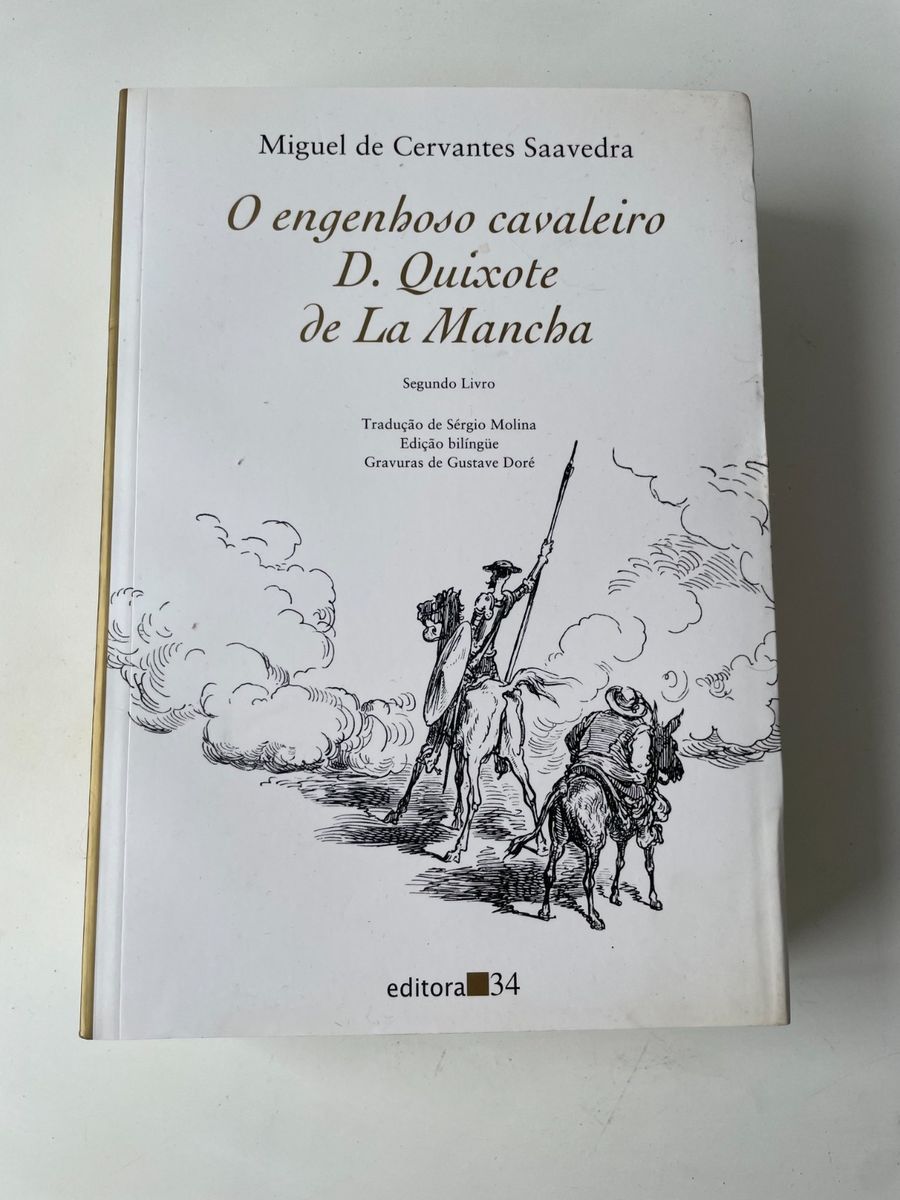 Miguel de Cervantes Saavedra
O engenhoso cavaleiro
D. Quixote
de La Mancha
Segundo Livro
Tradução de Sérgio Molina
Edição bilíngüe
Gravuras de Gustave Doré
editora 34